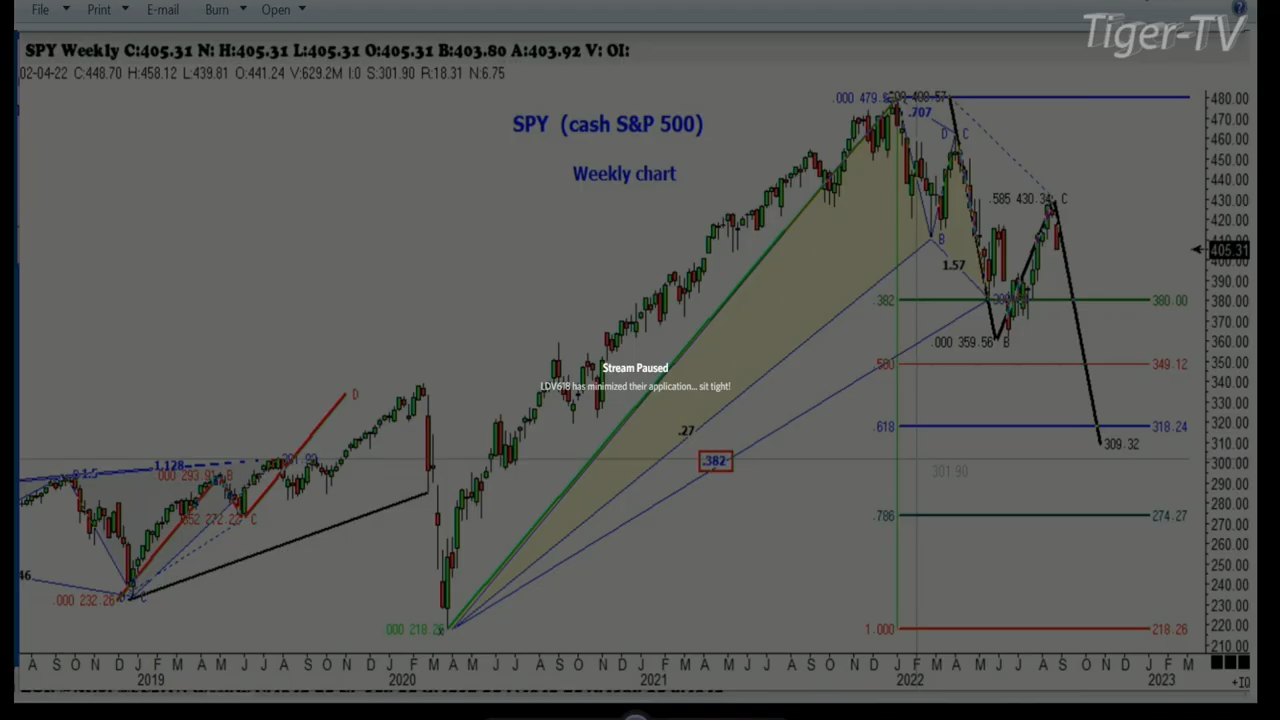 File Print E-mail Burn Open
Tiger-TV
SPY Weekly C:405.31 N: H:405.31 L:405.31 O:405.31 B:403.80 A:403.92 V: OI:
02-04-22 C:448.70 H:458.12 L:439.81 O:441.24 V:629.2M I:0 S:301.90 R:18.31 N:6.75
SPY (cash S&P 500)
Weekly chart
.000 479.
.707
D C
B
1.57
.585 430.34 C
.000 359.56 B
309.32
480.00
470.00
460.00
450.00
440.00
430.00
420.00
405.31
400.00
390.00
380.00
370.00
360.00
350.00
340.00
330.00
320.00
310.00
300.00
290.00
280.00
270.00
260.00
250.00
240.00
230.00
220.00
210.00
.382 380.00
349.12
.618 318.24
.786 274.27
1.000 218.26
Stream Paused
LDV618 has minimized their application... sit tight!
.27
.382
301.90
D
1.128
.000 293.91 B
272.22 C
46
.000 232.26
.000 218.26 X
A S O N D F M A M J J A S O N D F M A M J J A S O N D F M A M J J A S O N D F M A M J J A S O N D F M
2019 2020 2021 2022 2023
+IQ